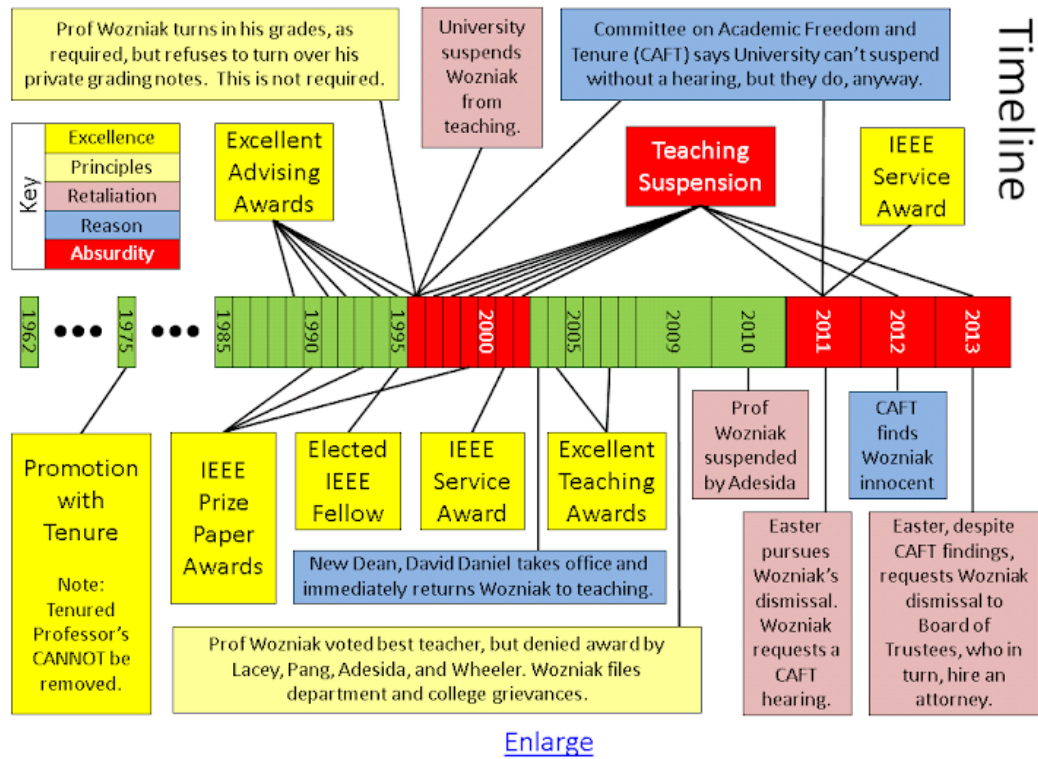 Timeline
Prof Wozniak turns in his grades, as
required, but refuses to turn over his
private grading notes.  This is not required.
University
suspends
Wozniak
from
teaching.
Committee on Academic Freedom and
Tenure (CAFT) says University can't suspend
without a hearing, but they do, anyway.
Key
Excellence
Principles
Retaliation
Reason
Absurdity
Excellent
Advising
Awards
Teaching
Suspension
IEEE
Service
Award
1962
1975
1985
1990
1995
2000
2005
2009
2010
2011
2012
2013
Promotion
with
Tenure
Note:
Tenured
Professor's
CANNOT be
removed.
IEEE
Prize
Paper
Awards
Elected
IEEE
Fellow
IEEE
Service
Award
Excellent
Teaching
Awards
Prof
Wozniak
suspended
by Adesida
CAFT
finds
Wozniak
innocent
New Dean, David Daniel takes office and
immediately returns Wozniak to teaching.
Prof Wozniak voted best teacher, but denied award by
Lacey, Pang, Adesida, and Wheeler. Wozniak files
department and college grievances.
Easter
pursues
Wozniak's
dismissal.
Wozniak
requests a
CAFT
hearing.
Easter, despite
CAFT findings,
requests Wozniak
dismissal to
Board of
Trustees, who in
turn, hire an
attorney.
Enlarge